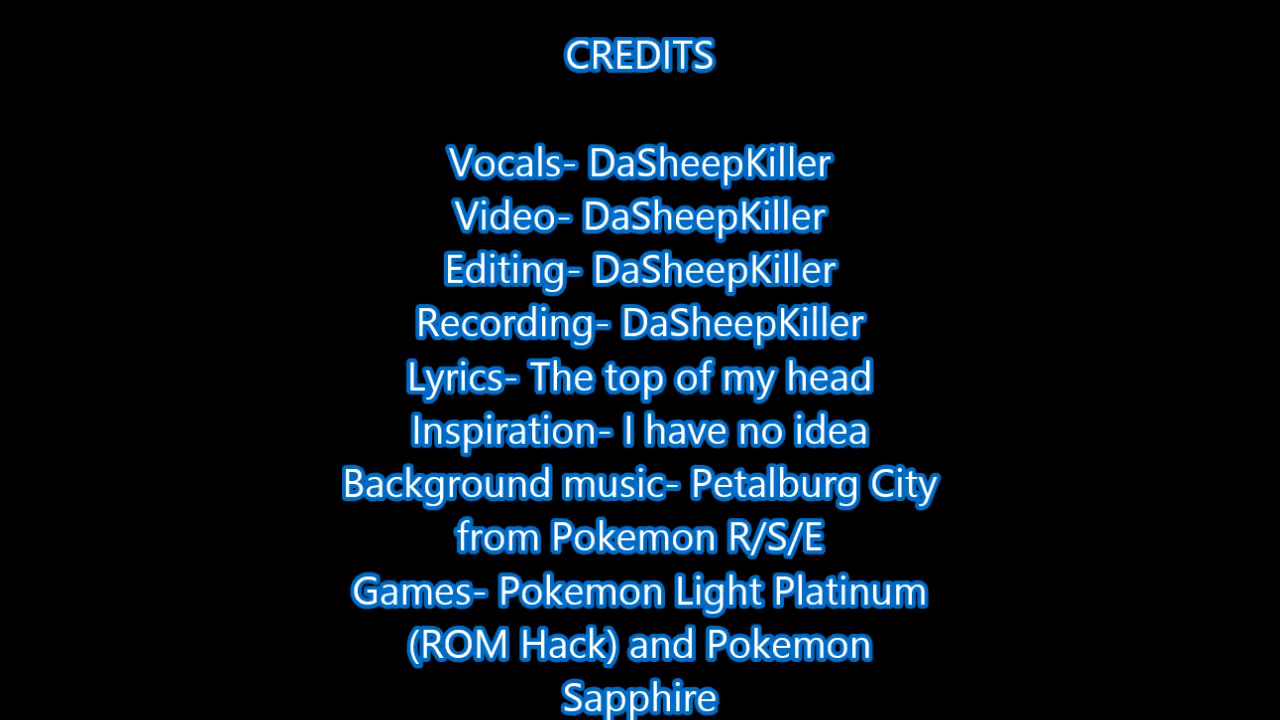 CREDITS
Vocals- DaSheepKiller
Video- DaSheepKiller
Editing- DaSheepKiller
Recording- DaSheepKiller
Lyrics- The top of my head
Inspiration- I have no idea
Background music- Petalburg City
from Pokemon R/S/E
Games- Pokemon Light Platinum
(ROM Hack) and Pokemon
Sapphire